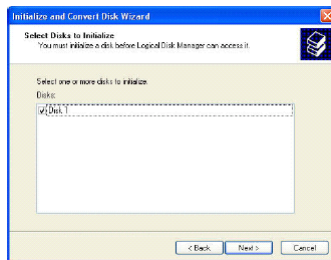 Initialize and Convert Disk Wizard
Select Disks to Initialize
You must initialize a disk before Logical Disk Manager can access it.
Select one or more disks to initialize.
Disks:
Disk 1
< Back
Next >
Cancel